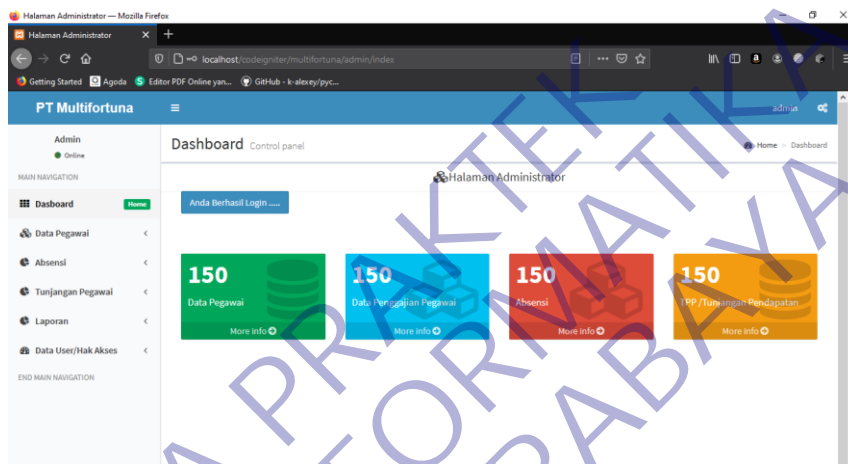 Halaman Administrator — Mozilla Firefox
Halaman Administrator
localhost/codeigniter/multifortuna/admin/index
Getting Started Agoda Editor PDF Online yan... GitHub - k-alexey/pyc...
PT Multifortuna
admin
Admin
Online
Dashboard Control panel
Home > Dashboard
MAIN NAVIGATION
Halaman Administrator
Dasboard Home
Anda Berhasil Login .....
Data Pegawai
Absensi
Tunjangan Pegawai
Laporan
Data User/Hak Akses
END MAIN NAVIGATION
150
Data Pegawai
More info
150
Data Penggajian Pegawai
More info
150
Absensi
More info
150
TPP /Tunjangan Pendapatan
More info
A PRAKTEK
FORMATIKA
RABAYA